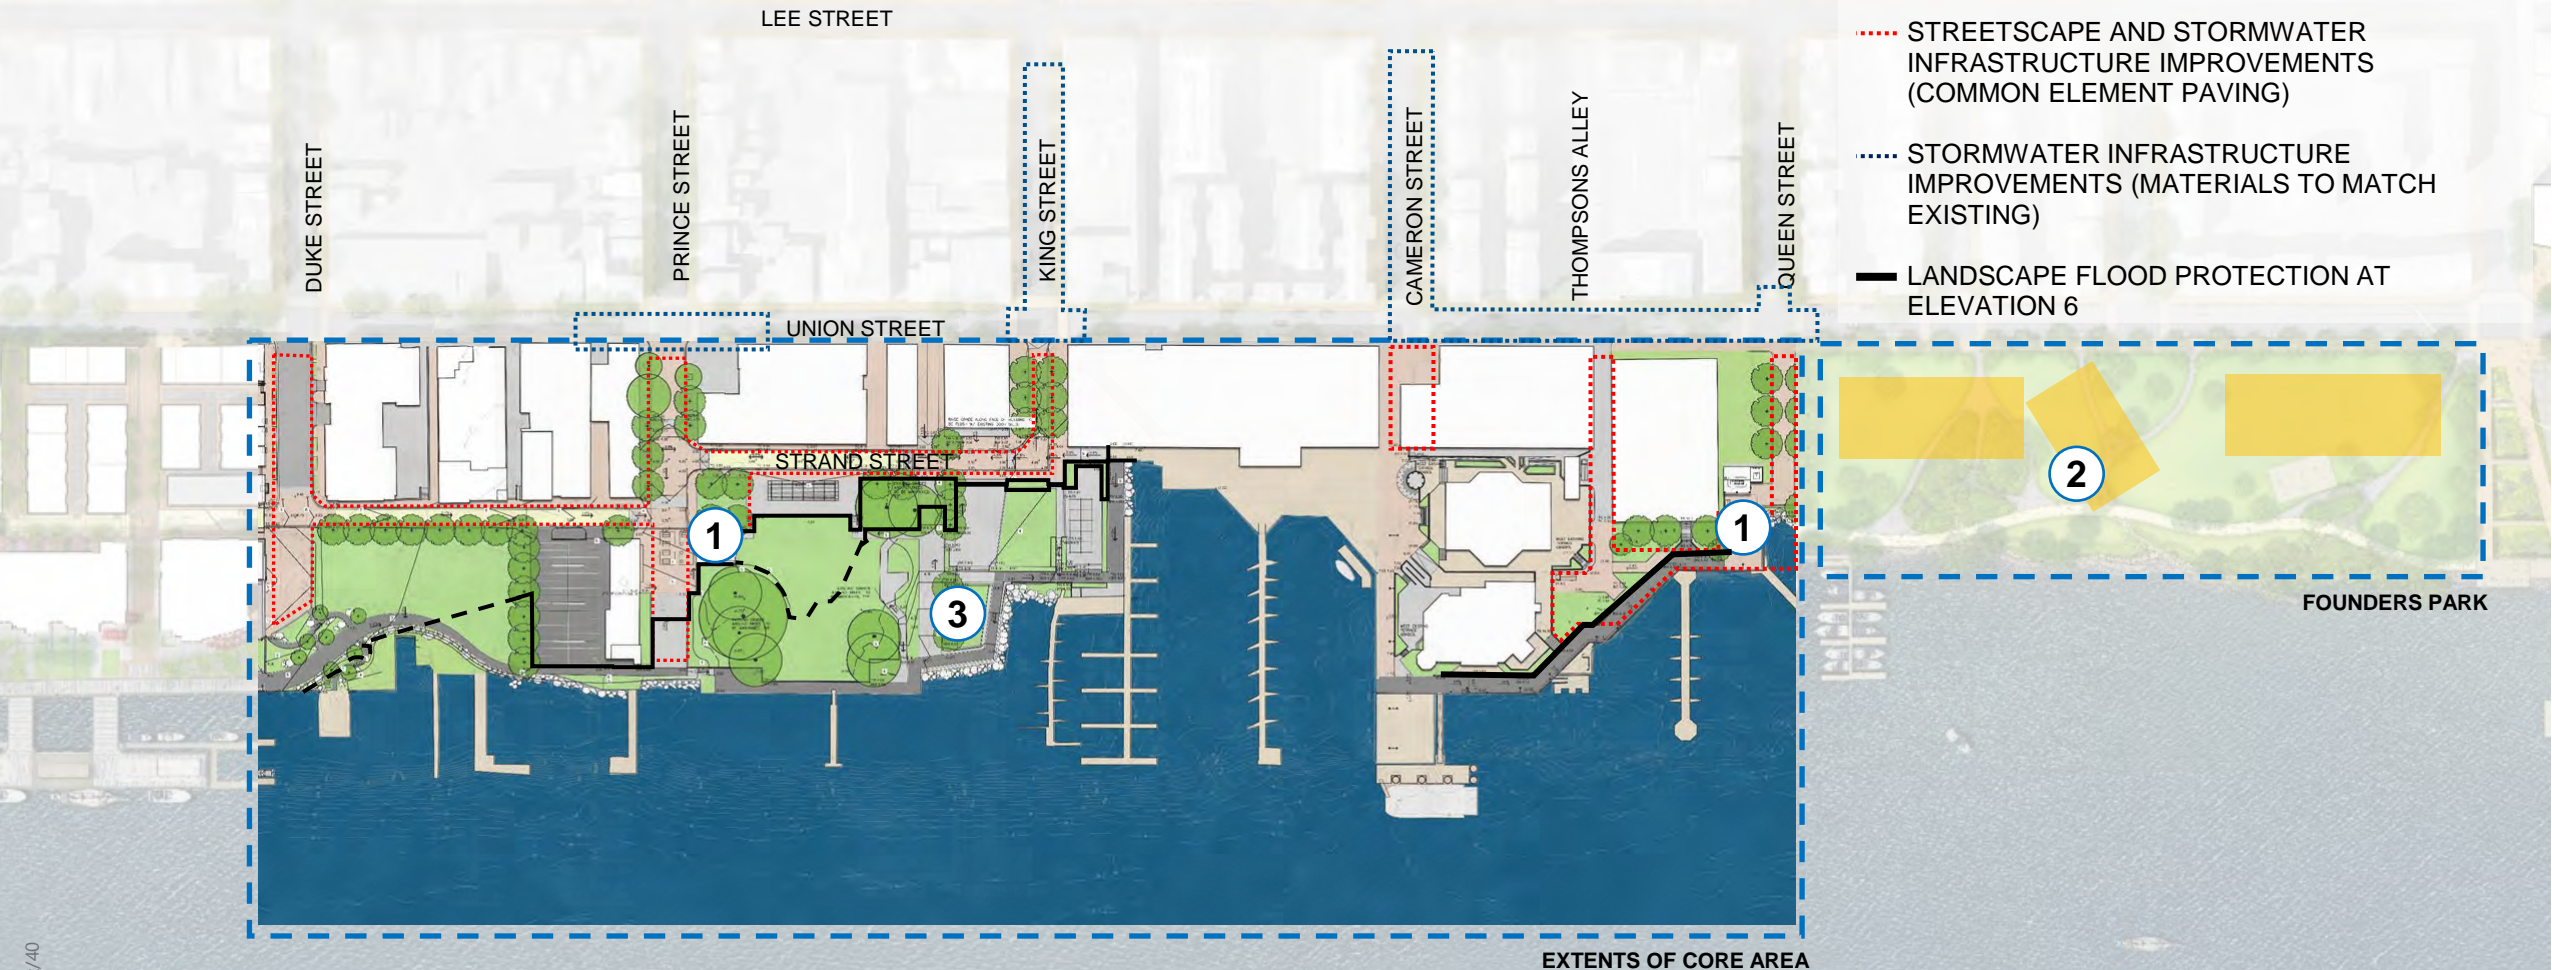 LEE STREET
STREETSCAPE AND STORMWATER
INFRASTRUCTURE IMPROVEMENTS
(COMMON ELEMENT PAVING)
STORMWATER INFRASTRUCTURE
IMPROVEMENTS (MATERIALS TO MATCH
EXISTING)
LANDSCAPE FLOOD PROTECTION AT
ELEVATION 6
DUKE STREET
PRINCE STREET
KING STREET
CAMERON STREET
THOMPSONS ALLEY
QUEEN STREET
UNION STREET
STRAND STREET
1
1
2
3
FOUNDERS PARK
EXTENTS OF CORE AREA
/40